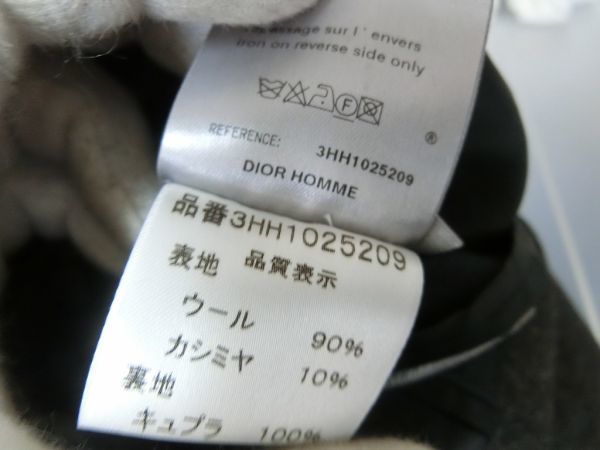 sur l'envers
iron on reverse side only
REFERENCE: 3HH1025209
®
DIOR HOMME
品番3HH1025209
表地 品質表示
ウール 90%
カシミヤ 10%
裏地
キュプラ 100%